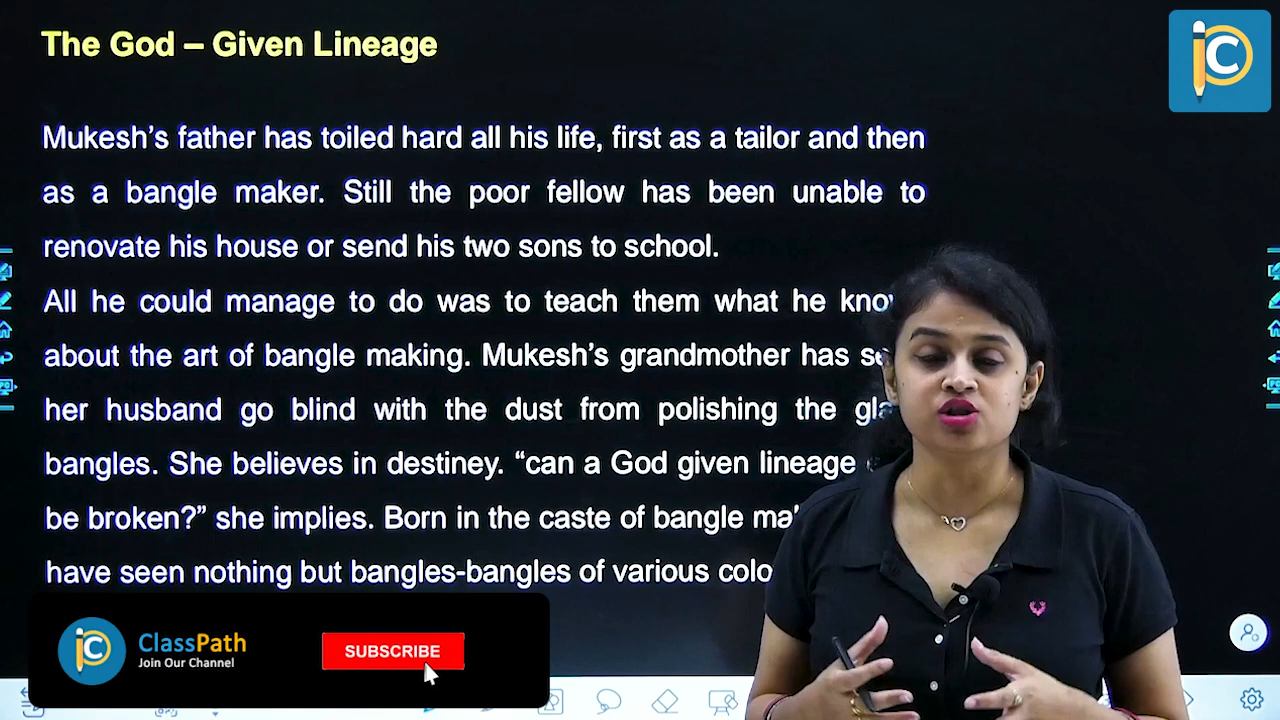 The God – Given Lineage
Mukesh's father has toiled hard all his life, first as a tailor and then
as a bangle maker. Still the poor fellow has been unable to
renovate his house or send his two sons to school.
All he could manage to do was to teach them what he
about the art of bangle making. Mukesh's grandmother has
her husband go blind with the dust from polishing the
bangles. She believes in destiney. “can a God given lineage
be broken?” she implies. Born in the caste of bangle
have seen nothing but bangles-bangles of various
ClassPath
Join Our Channel
SUBSCRIBE